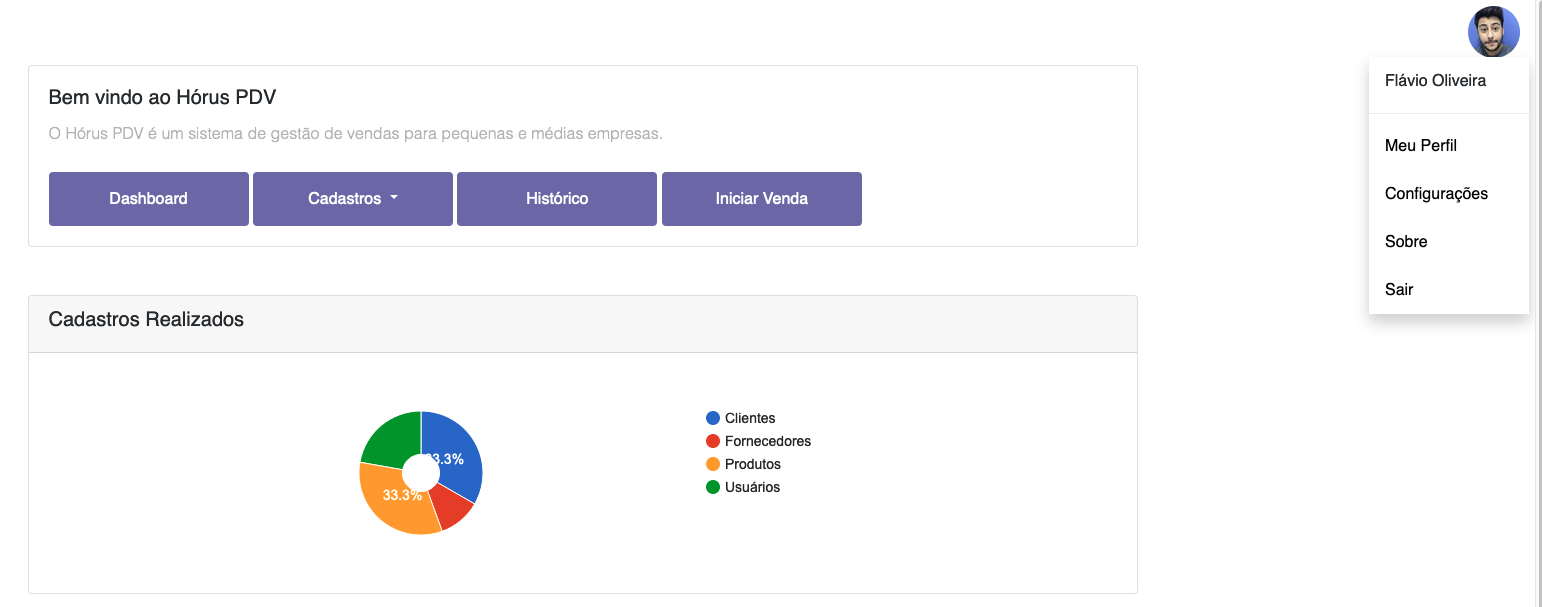 Flávio Oliveira
Meu Perfil
Configurações
Sobre
Sair
Bem vindo ao Hórus PDV
O Hórus PDV é um sistema de gestão de vendas para pequenas e médias empresas.
Dashboard Cadastros Histórico Iniciar Venda
Cadastros Realizados
33.3%
33.3%
Clientes
Fornecedores
Produtos
Usuários